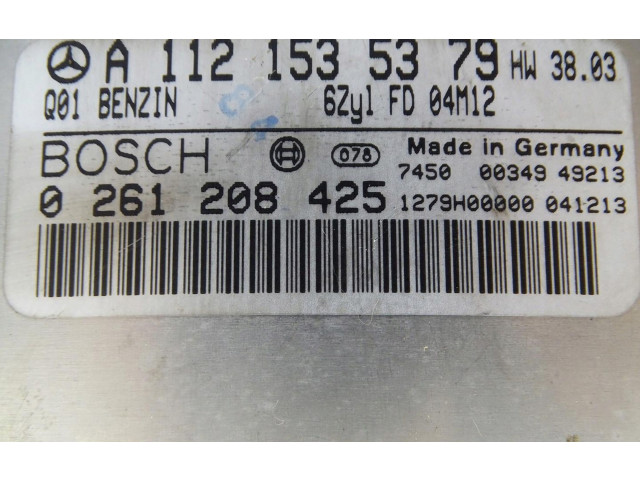 A 112 153 53 79 HW 38.03
Q01 BENZIN 6Zyl FD 04M12
BOSCH 078 Made in Germany
7450 00349 49213
0 261 208 425 1279H00000 041213